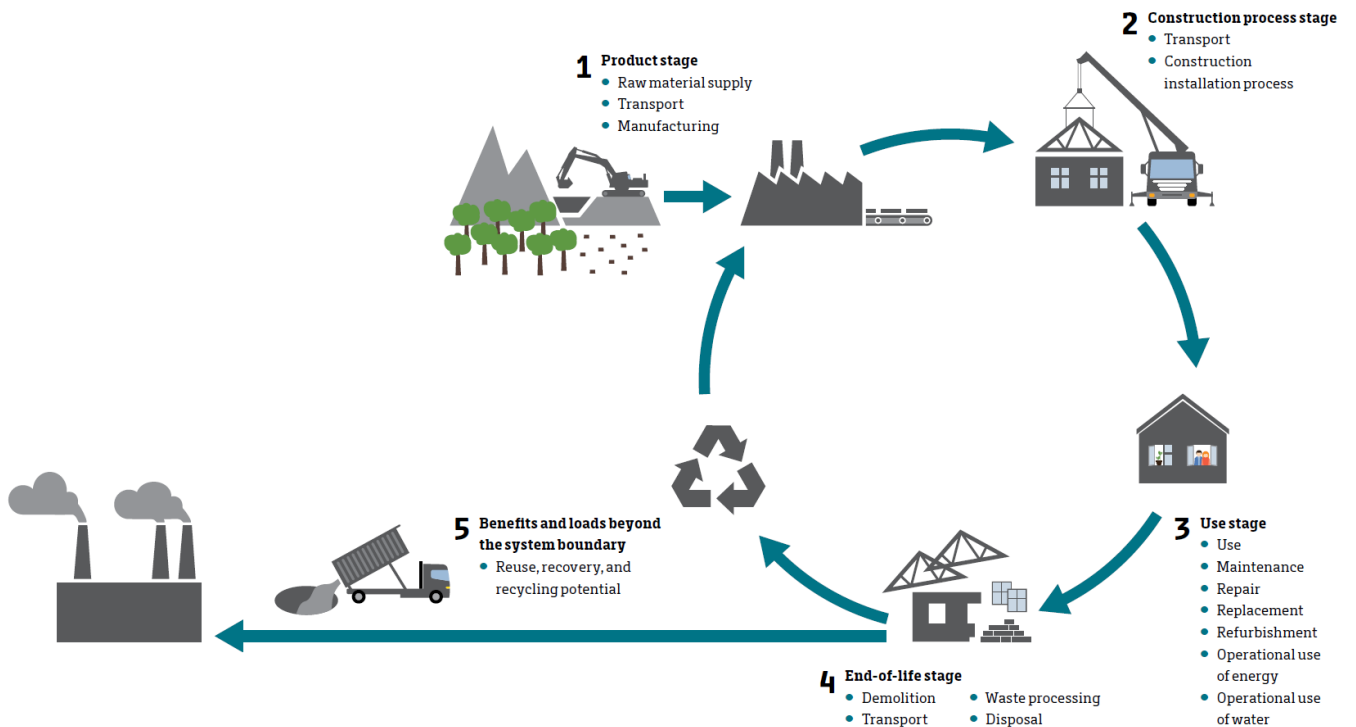 1 Product stage
• Raw material supply
• Transport
• Manufacturing
2 Construction process stage
• Transport
• Construction
installation process
3 Use stage
• Use
• Maintenance
• Repair
• Replacement
• Refurbishment
• Operational use
of energy
• Operational use
of water
4 End-of-life stage
• Demolition
• Transport
• Waste processing
• Disposal
5 Benefits and loads beyond
the system boundary
• Reuse, recovery, and
recycling potential